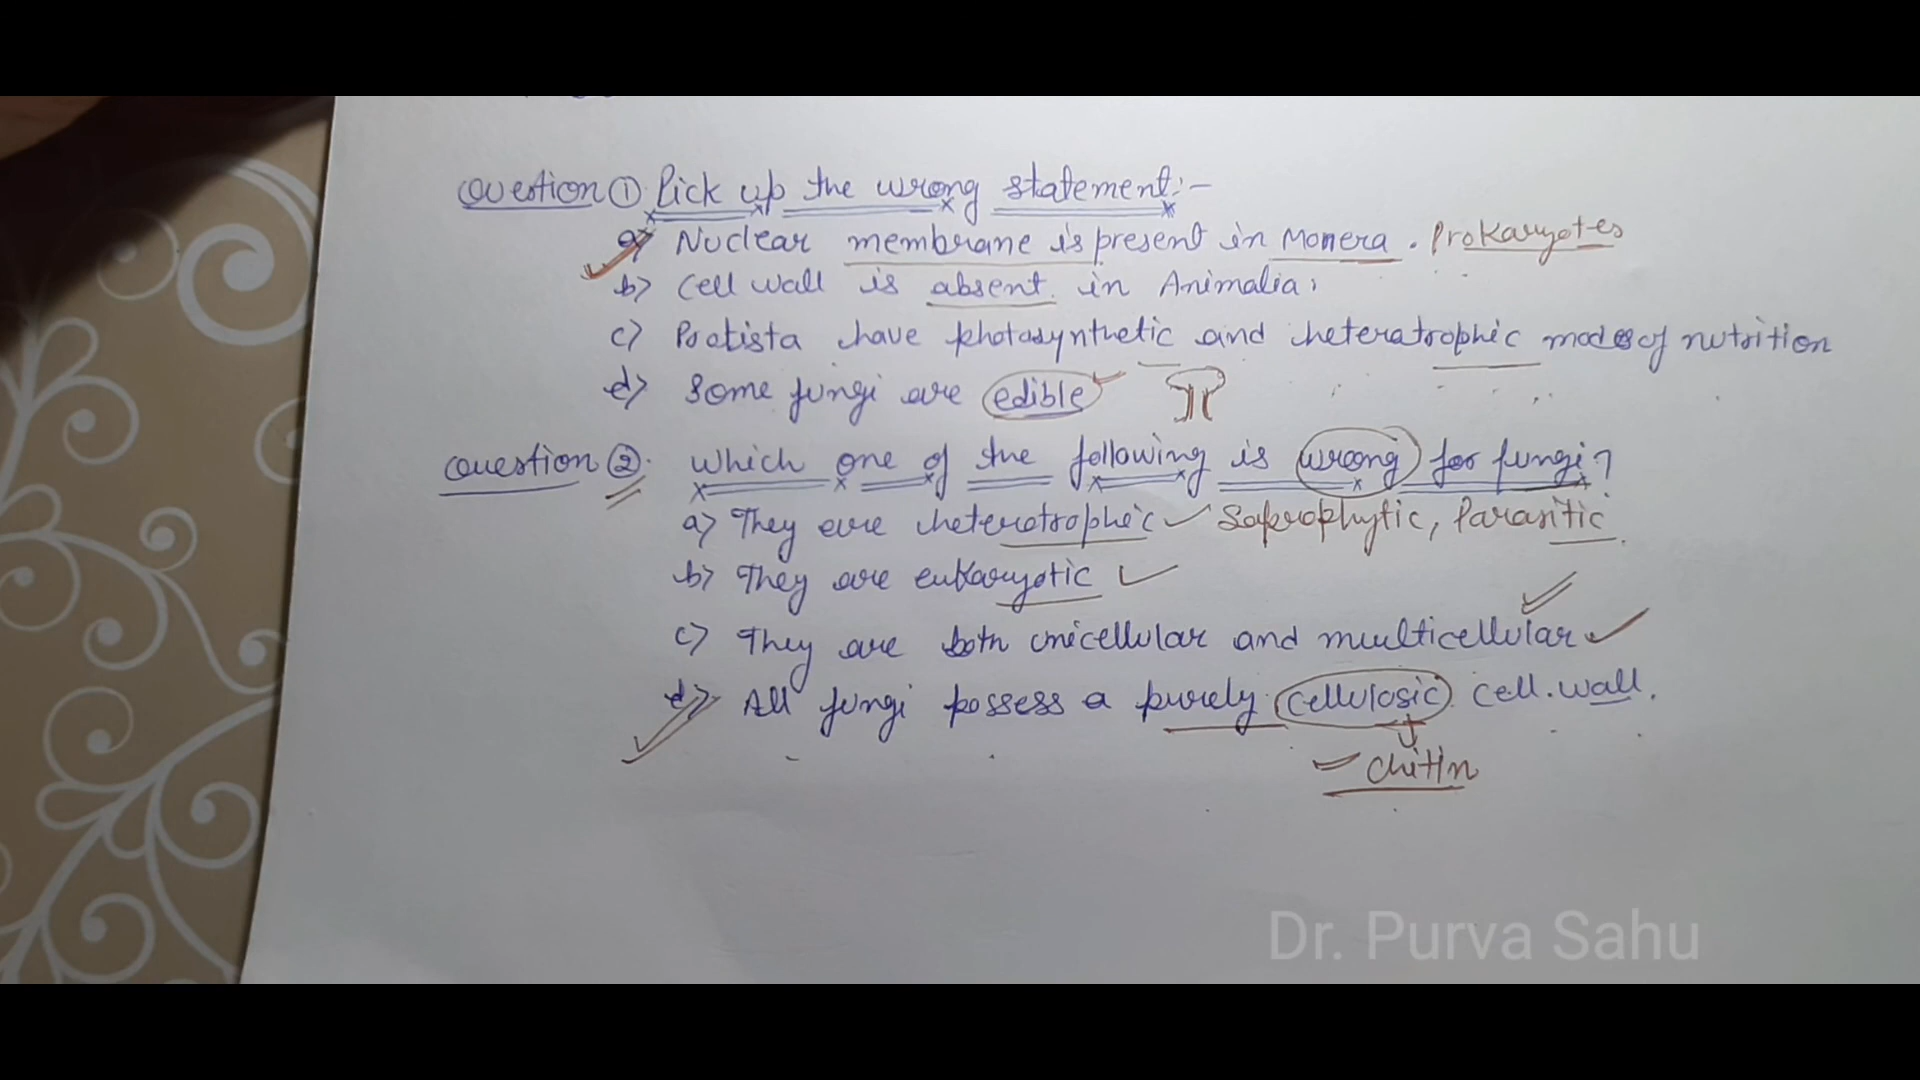 Question ① Pick up the wrong statement:-
a) Nuclear membrane is present in Monera. Prokaryotes
b) Cell wall is absent in Animalia.
c) Protista have photosynthetic and heterotrophic modes of nutrition
d) Some fungi are edible
Question ②. Which one of the following is wrong for fungi?
a) They are heterotrophic Saprophytic, Parasitic.
b) They are eukaryotic
c) They are both unicellular and multicellular
d) All fungi possess a purely cellulosic cell wall.
chitin
Dr. Purva Sahu